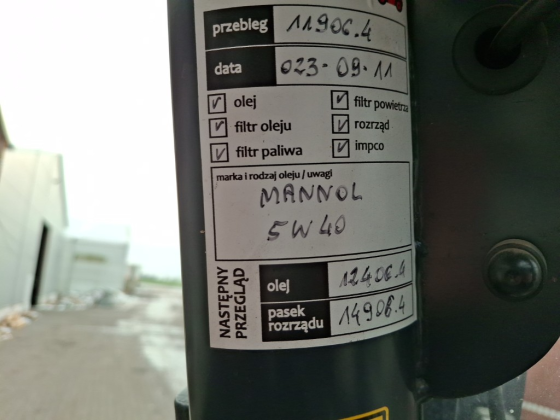 przebieg 11906.4
data 023-09-11
✓ olej ✓ filtr powietrza
✓ filtr oleju ✓ rozrząd
✓ filtr paliwa ✓ impco
marka i rodzaj oleju / uwagi
MANNOL
5W40
NASTĘPNY PRZEGLĄD
olej 12406.4
pasek rozrządu 14906.4